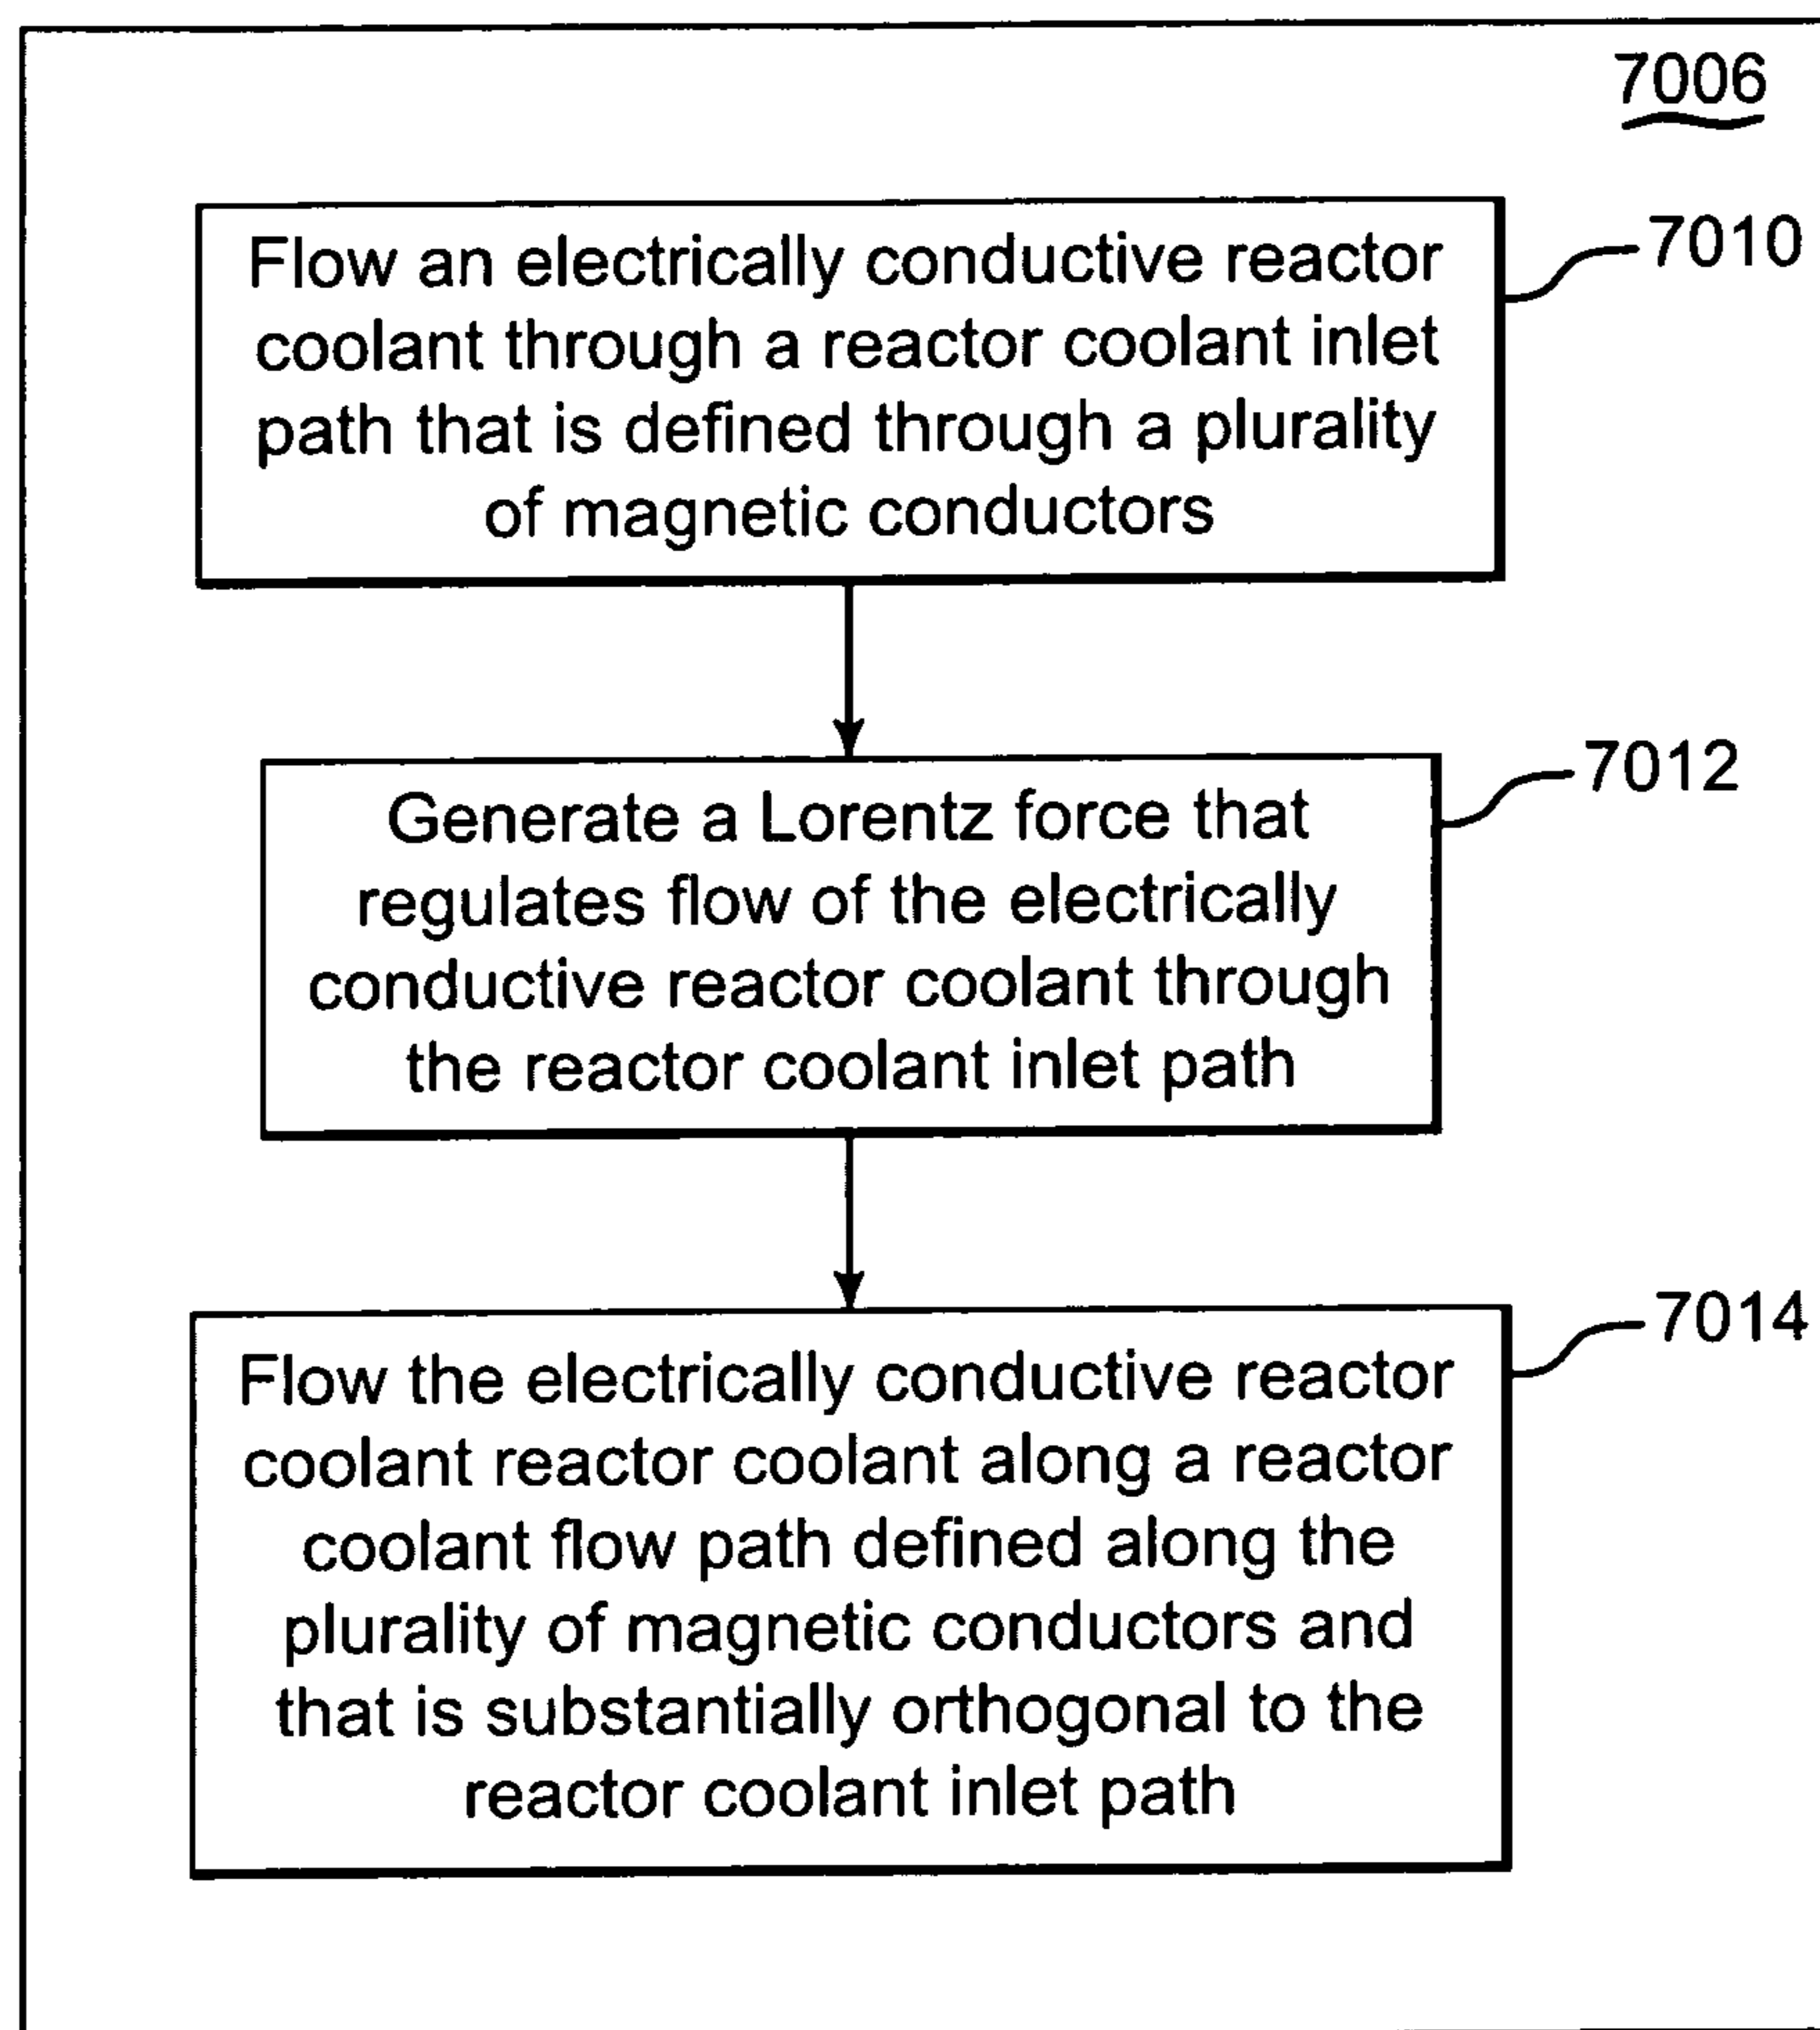 7006
Flow an electrically conductive reactor
coolant through a reactor coolant inlet
path that is defined through a plurality
of magnetic conductors
7010
Generate a Lorentz force that
regulates flow of the electrically
conductive reactor coolant through
the reactor coolant inlet path
7012
Flow the electrically conductive reactor
coolant reactor coolant along a reactor
coolant flow path defined along the
plurality of magnetic conductors and
that is substantially orthogonal to the
reactor coolant inlet path
7014